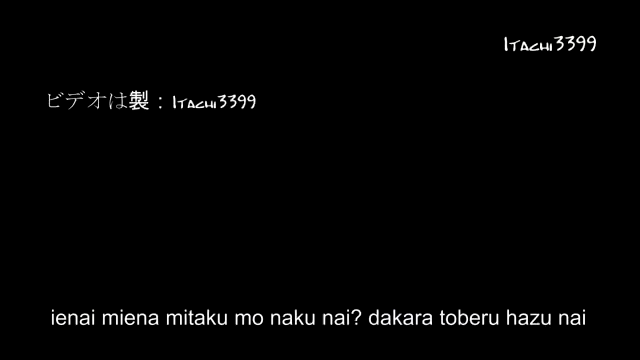 Itachi3399
ビデオは製：Itachi3399
ienai miena mitaku mo naku nai? dakara toberu hazu nai